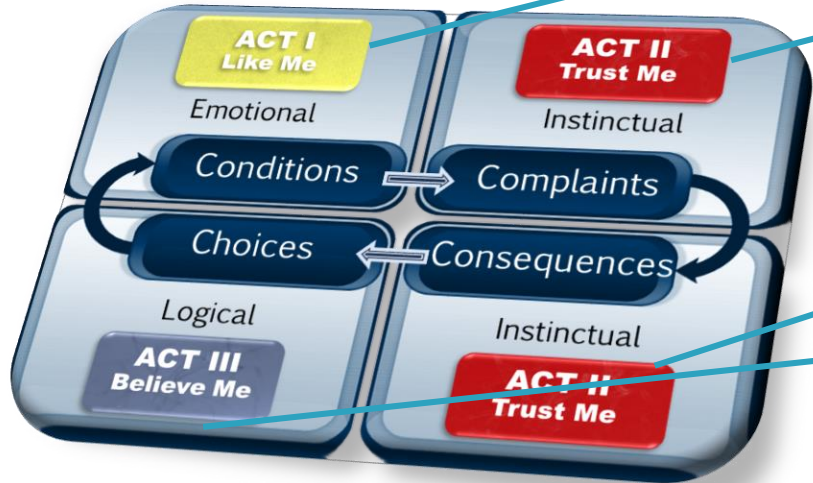 ACT I
Like Me
Emotional
Conditions
ACT II
Trust Me
Instinctual
Complaints
Choices
Logical
ACT III
Believe Me
Consequences
Instinctual
ACT II
Trust Me